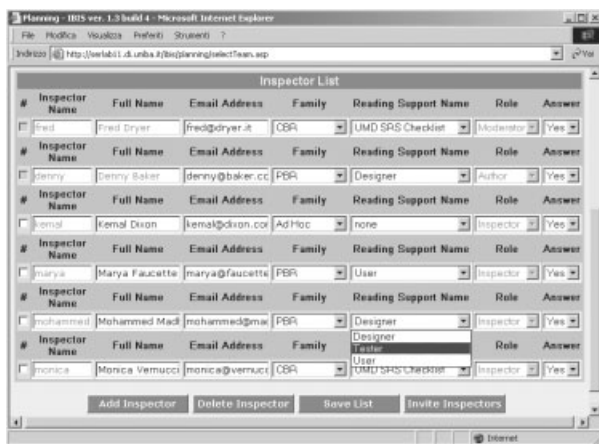 Planning - IBIS ver. 1.3 build 4 - Microsoft Internet Explorer
File Modifica Visualizza Preferiti Strumenti ?
Indirizzo http://serlab11.di.uniba.it/ibis/planning/selectTeam.asp Vai
Inspector List
# Inspector Name Full Name Email Address Family Reading Support Name Role Answer
fred Fred Dryer fred@dryer.it CBR UMD SRS Checklist Moderator Yes
# Inspector Name Full Name Email Address Family Reading Support Name Role Answer
denny Denny Baker denny@baker.cc PBR Designer Author Yes
# Inspector Name Full Name Email Address Family Reading Support Name Role Answer
kemal Kemal Dixon kemal@dixon.cor Ad Hoc none Inspector Yes
# Inspector Name Full Name Email Address Family Reading Support Name Role Answer
marya Marya Faucette marya@faucette PBR User Inspector Yes
# Inspector Name Full Name Email Address Family Reading Support Name Role Answer
mohammed Mohammed Mad mohammed@mac PBR Designer Inspector Yes
Designer
Tester
User
# Inspector Name Full Name Email Address Family Role Answer
monica Monica Vernucci monica@vernucc CBR UMD SRS Checklist Inspector Yes
Add Inspector Delete Inspector Save List Invite Inspectors
Internet